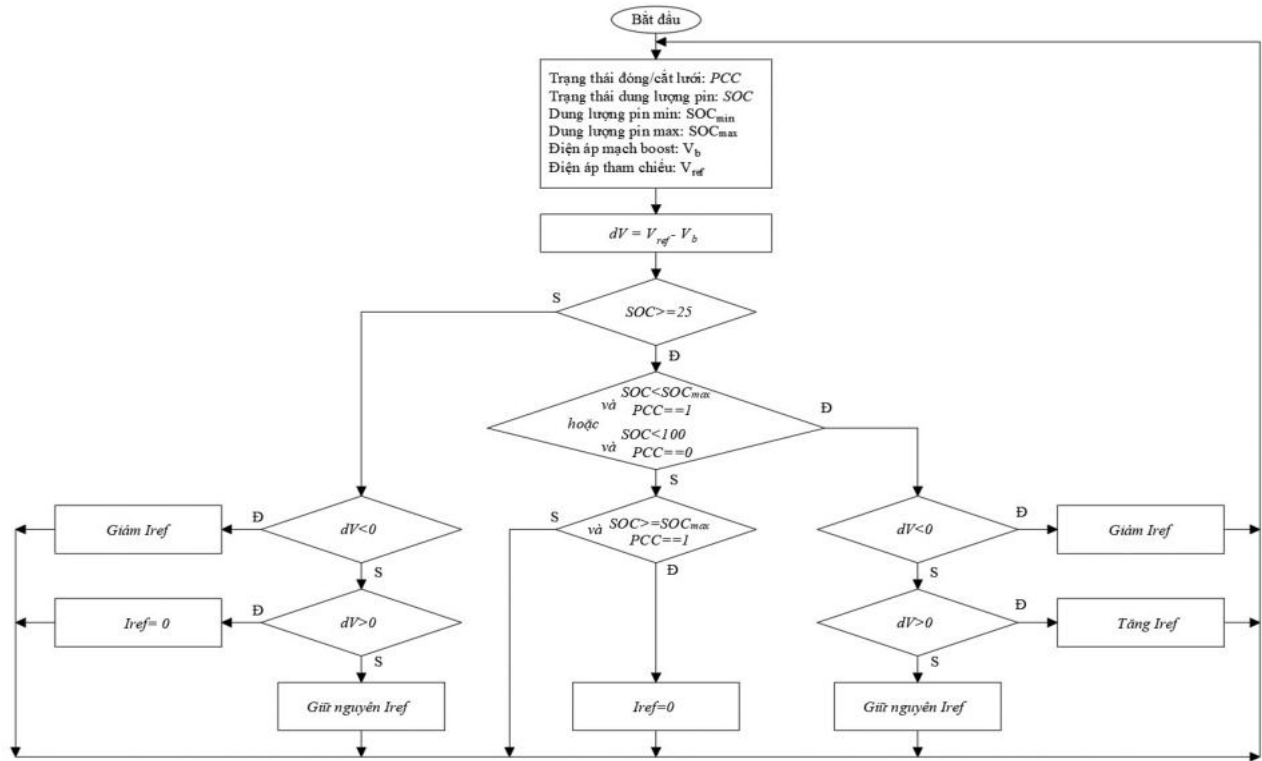 Bắt đầu
Trạng thái đóng/cắt lưới: PCC
Trạng thái dung lượng pin: SOC
Dung lượng pin min: SOCmin
Dung lượng pin max: SOCmax
Điện áp mạch boost: Vb
Điện áp tham chiếu: Vref
dV = Vref - Vb
S
SOC>=25
Đ
SOC<SOCmax
và
PCC==1
hoặc
SOC<100
và
PCC==0
Đ
S
Giảm Iref
Đ
dV<0
S
S
SOC>=SOCmax
và
PCC==1
Đ
dV<0
Đ
Giảm Iref
S
Iref= 0
Đ
dV>0
S
dV>0
Đ
Tăng Iref
S
Giữ nguyên Iref
Iref=0
Giữ nguyên Iref